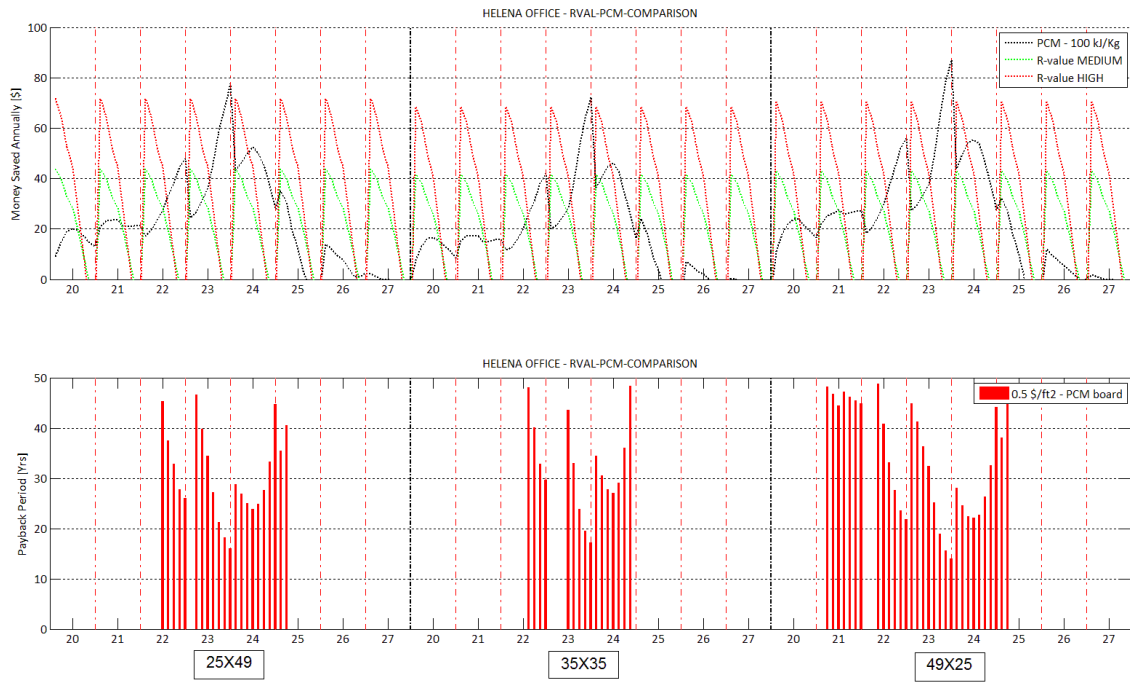 HELENA OFFICE - RVAL-PCM-COMPARISON
Money Saved Annually [$]
100
80
60
40
20
0
PCM - 100 kJ/Kg
R-value MEDIUM
R-value HIGH
20 21 22 23 24 25 26 27 20 21 22 23 24 25 26 27 20 21 22 23 24 25 26 27
HELENA OFFICE - RVAL-PCM-COMPARISON
Payback Period [Yrs]
50
40
30
20
10
0
0.5 $/ft2 - PCM board
20 21 22 23 24 25 26 27 20 21 22 23 24 25 26 27 20 21 22 23 24 25 26 27
25X49 35X35 49X25